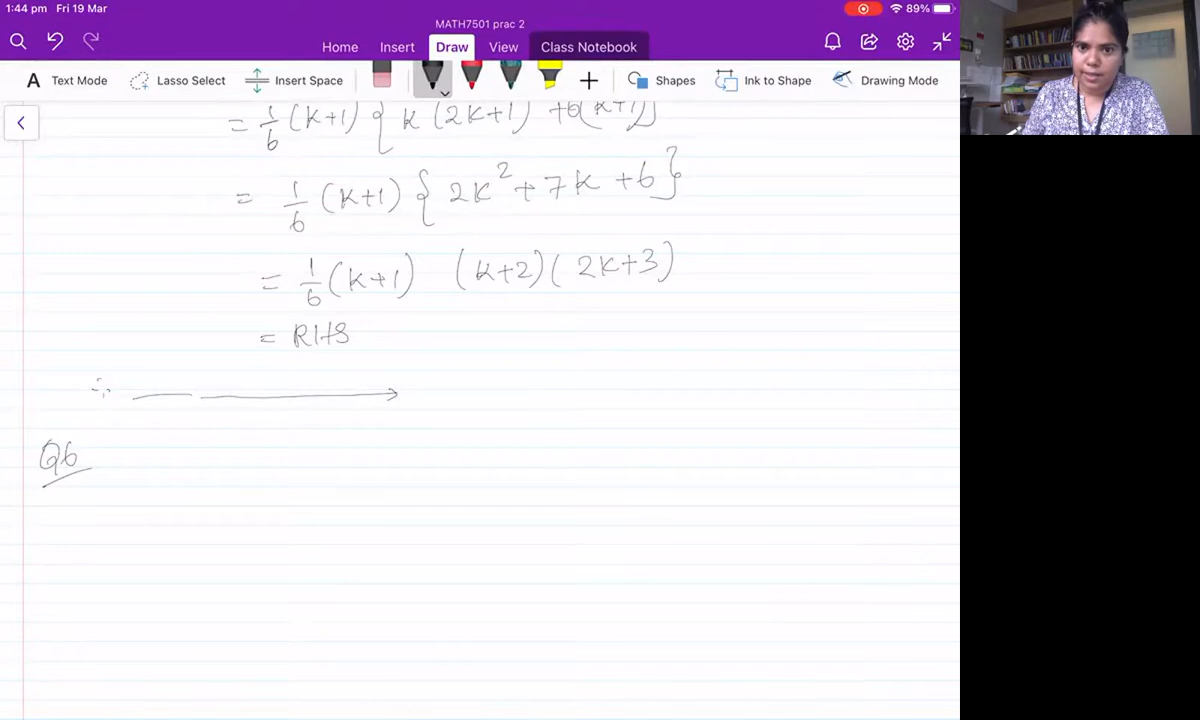 1:44 pm Fri 19 Mar
89%
MATH7501 prac 2
Home Insert Draw View Class Notebook
A Text Mode Lasso Select Insert Space Shapes Ink to Shape Drawing Mode
= 1/6 (k+1) { k (2k+1) +6(k+1)}
= 1/6 (k+1) { 2k² + 7k + 6 }
= 1/6 (k+1) (k+2)( 2k+3)
= RHS
Q6